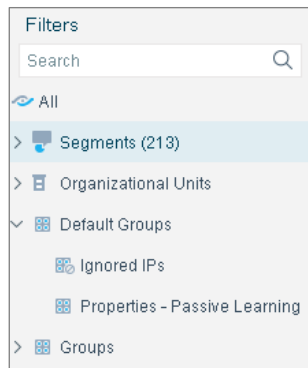 Filters
Search
All
Segments (213)
Organizational Units
Default Groups
Ignored IPs
Properties - Passive Learning
Groups